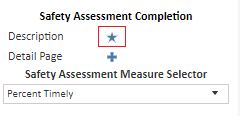 Safety Assessment Completion
Description
Detail Page
Safety Assessment Measure Selector
Percent Timely